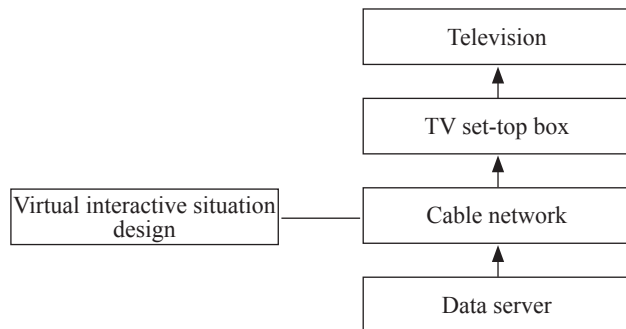 Television
TV set-top box
Virtual interactive situation
design
Cable network
Data server